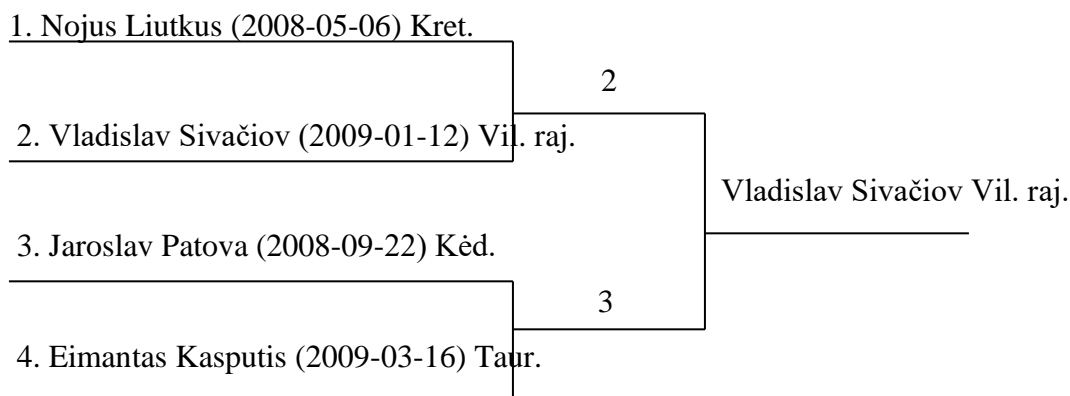 1. Nojus Liutkus (2008-05-06) Kret.
2
2. Vladislav Sivačiov (2009-01-12) Vil. raj.
Vladislav Sivačiov Vil. raj.
3. Jaroslav Patova (2008-09-22) Kėd.
3
4. Eimantas Kasputis (2009-03-16) Taur.